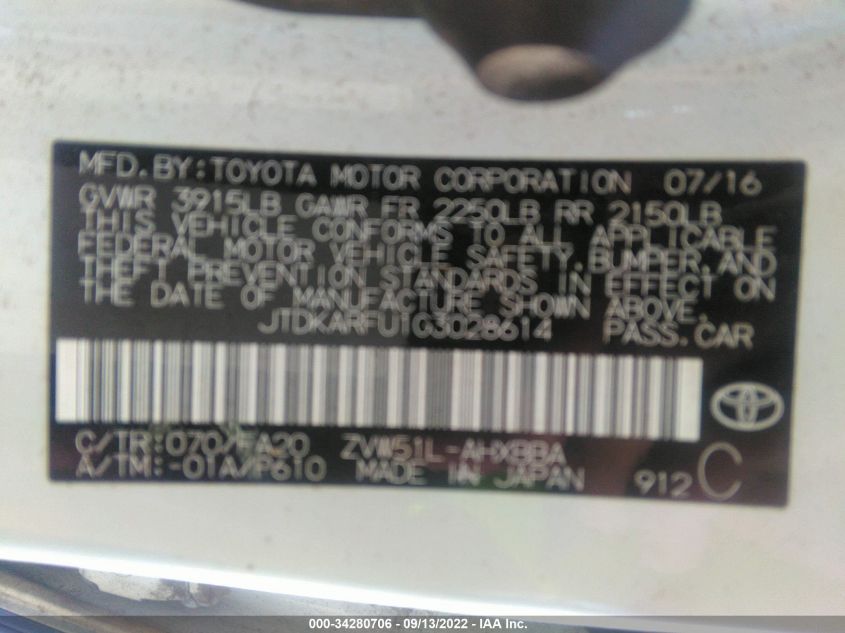 MFD.BY:TOYOTA MOTOR CORPORATION 07/16
GVWR 3915LB GAWR FR 2250LB RR 2150LB
THIS VEHICLE CONFORMS TO ALL APPLICABLE
FEDERAL MOTOR VEHICLE SAFETY,BUMPER,AND
THEFT PREVENTION STANDARDS IN EFFECT ON
THE DATE OF MANUFACTURE SHOWN ABOVE.
JTDKARFU1G3028614 PASS.CAR
C/TR:070/FA20 ZVW51L-AHXBBA
A/TM:-01A/P610 MADE IN JAPAN 912 C
000-34280706 - 09/13/2022 - IAA Inc.